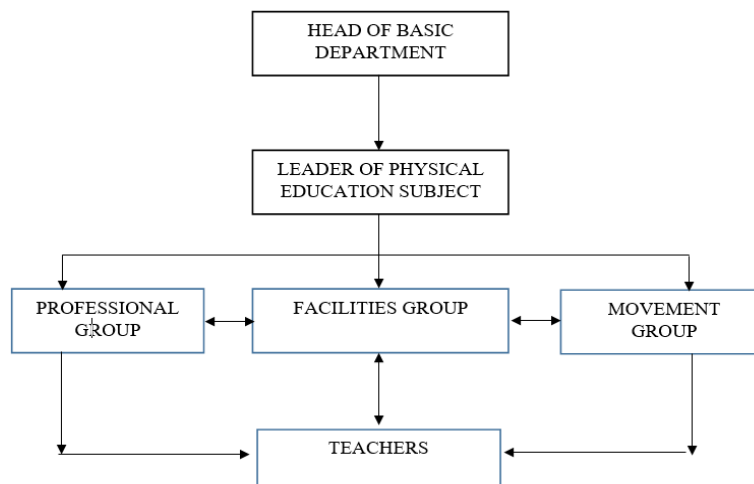 HEAD OF BASIC
DEPARTMENT
LEADER OF PHYSICAL
EDUCATION SUBJECT
PROFESSIONAL
GROUP
FACILITIES GROUP
MOVEMENT
GROUP
TEACHERS